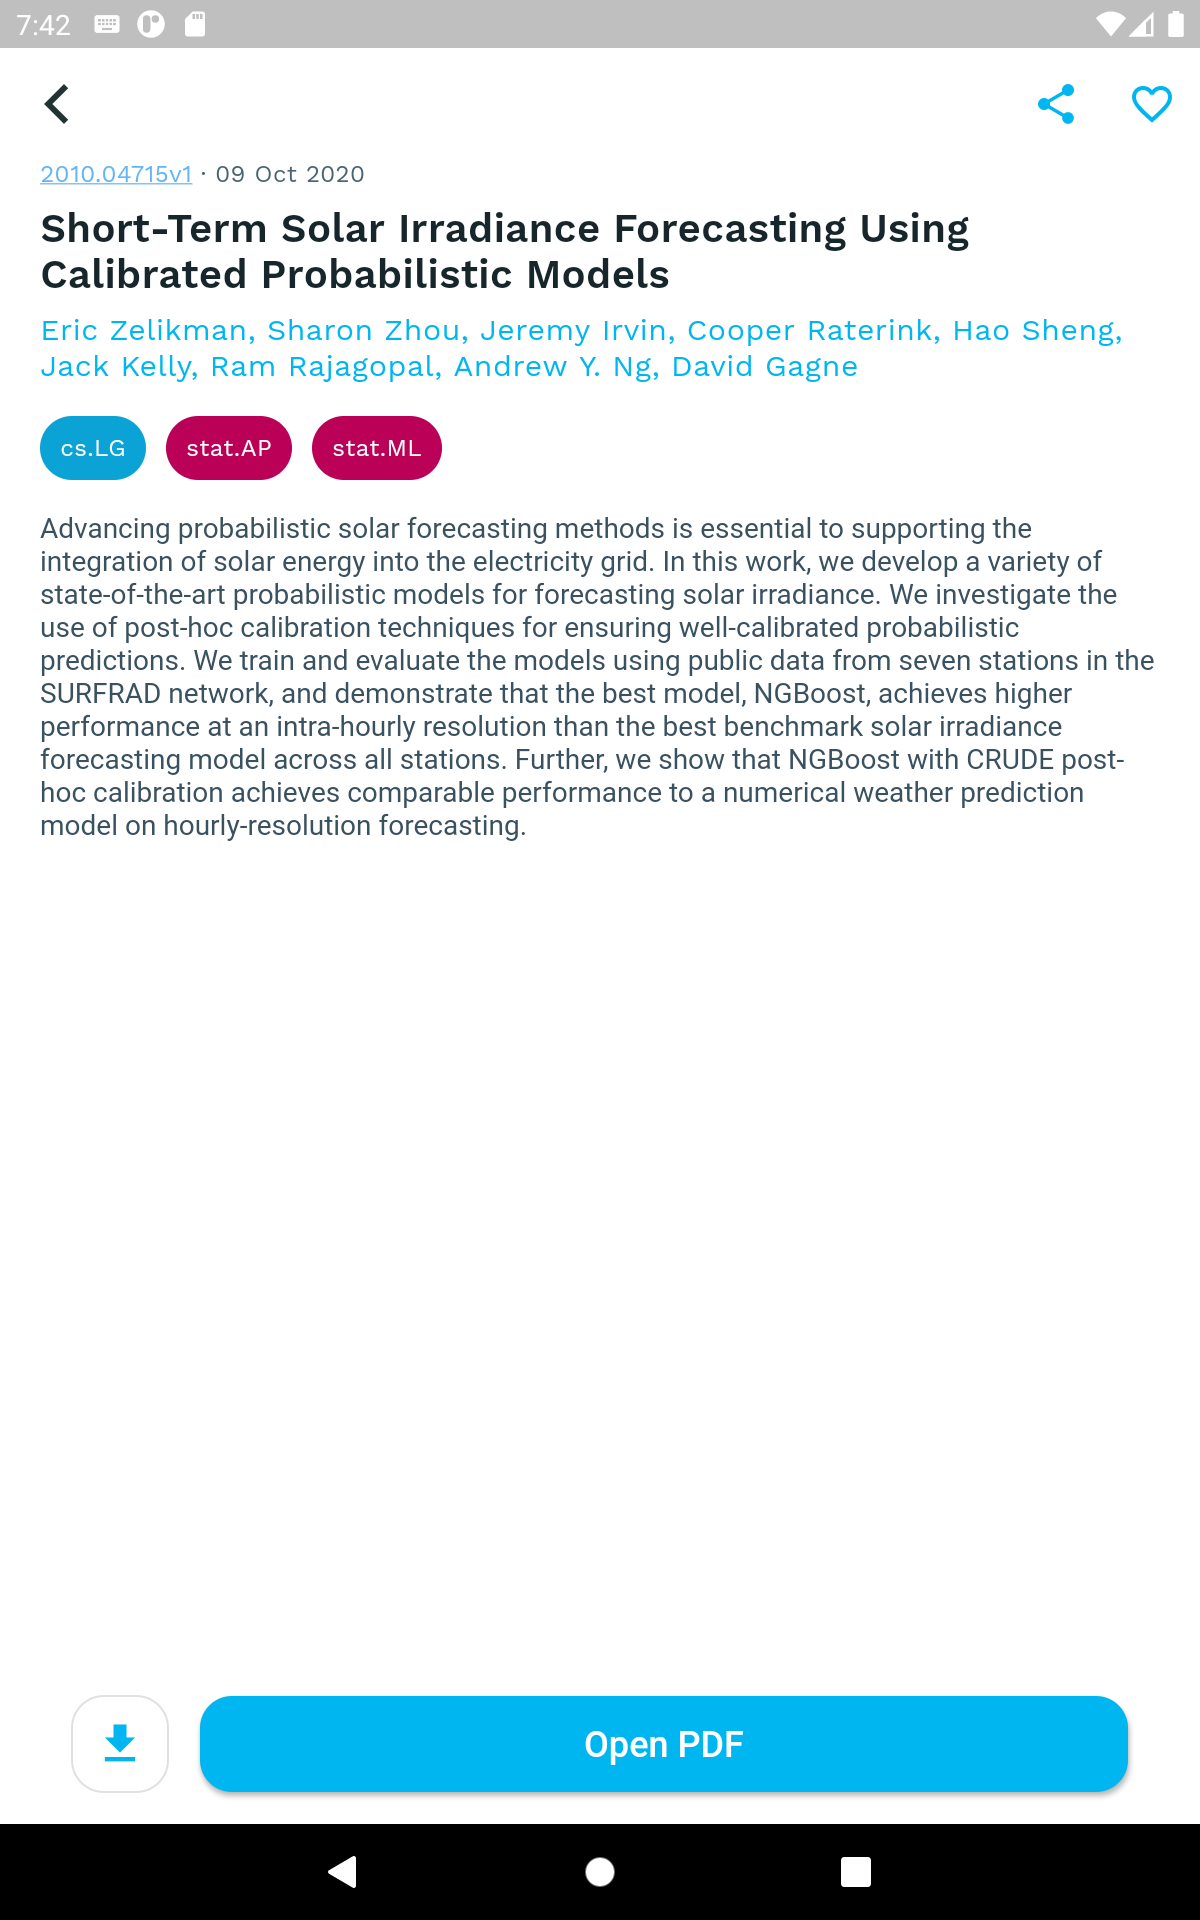 7:42
2010.04715v1 · 09 Oct 2020
Short-Term Solar Irradiance Forecasting Using
Calibrated Probabilistic Models
Eric Zelikman, Sharon Zhou, Jeremy Irvin, Cooper Raterink, Hao Sheng,
Jack Kelly, Ram Rajagopal, Andrew Y. Ng, David Gagne
cs.LG stat.AP stat.ML
Advancing probabilistic solar forecasting methods is essential to supporting the
integration of solar energy into the electricity grid. In this work, we develop a variety of
state-of-the-art probabilistic models for forecasting solar irradiance. We investigate the
use of post-hoc calibration techniques for ensuring well-calibrated probabilistic
predictions. We train and evaluate the models using public data from seven stations in the
SURFRAD network, and demonstrate that the best model, NGBoost, achieves higher
performance at an intra-hourly resolution than the best benchmark solar irradiance
forecasting model across all stations. Further, we show that NGBoost with CRUDE post-
hoc calibration achieves comparable performance to a numerical weather prediction
model on hourly-resolution forecasting.
Open PDF